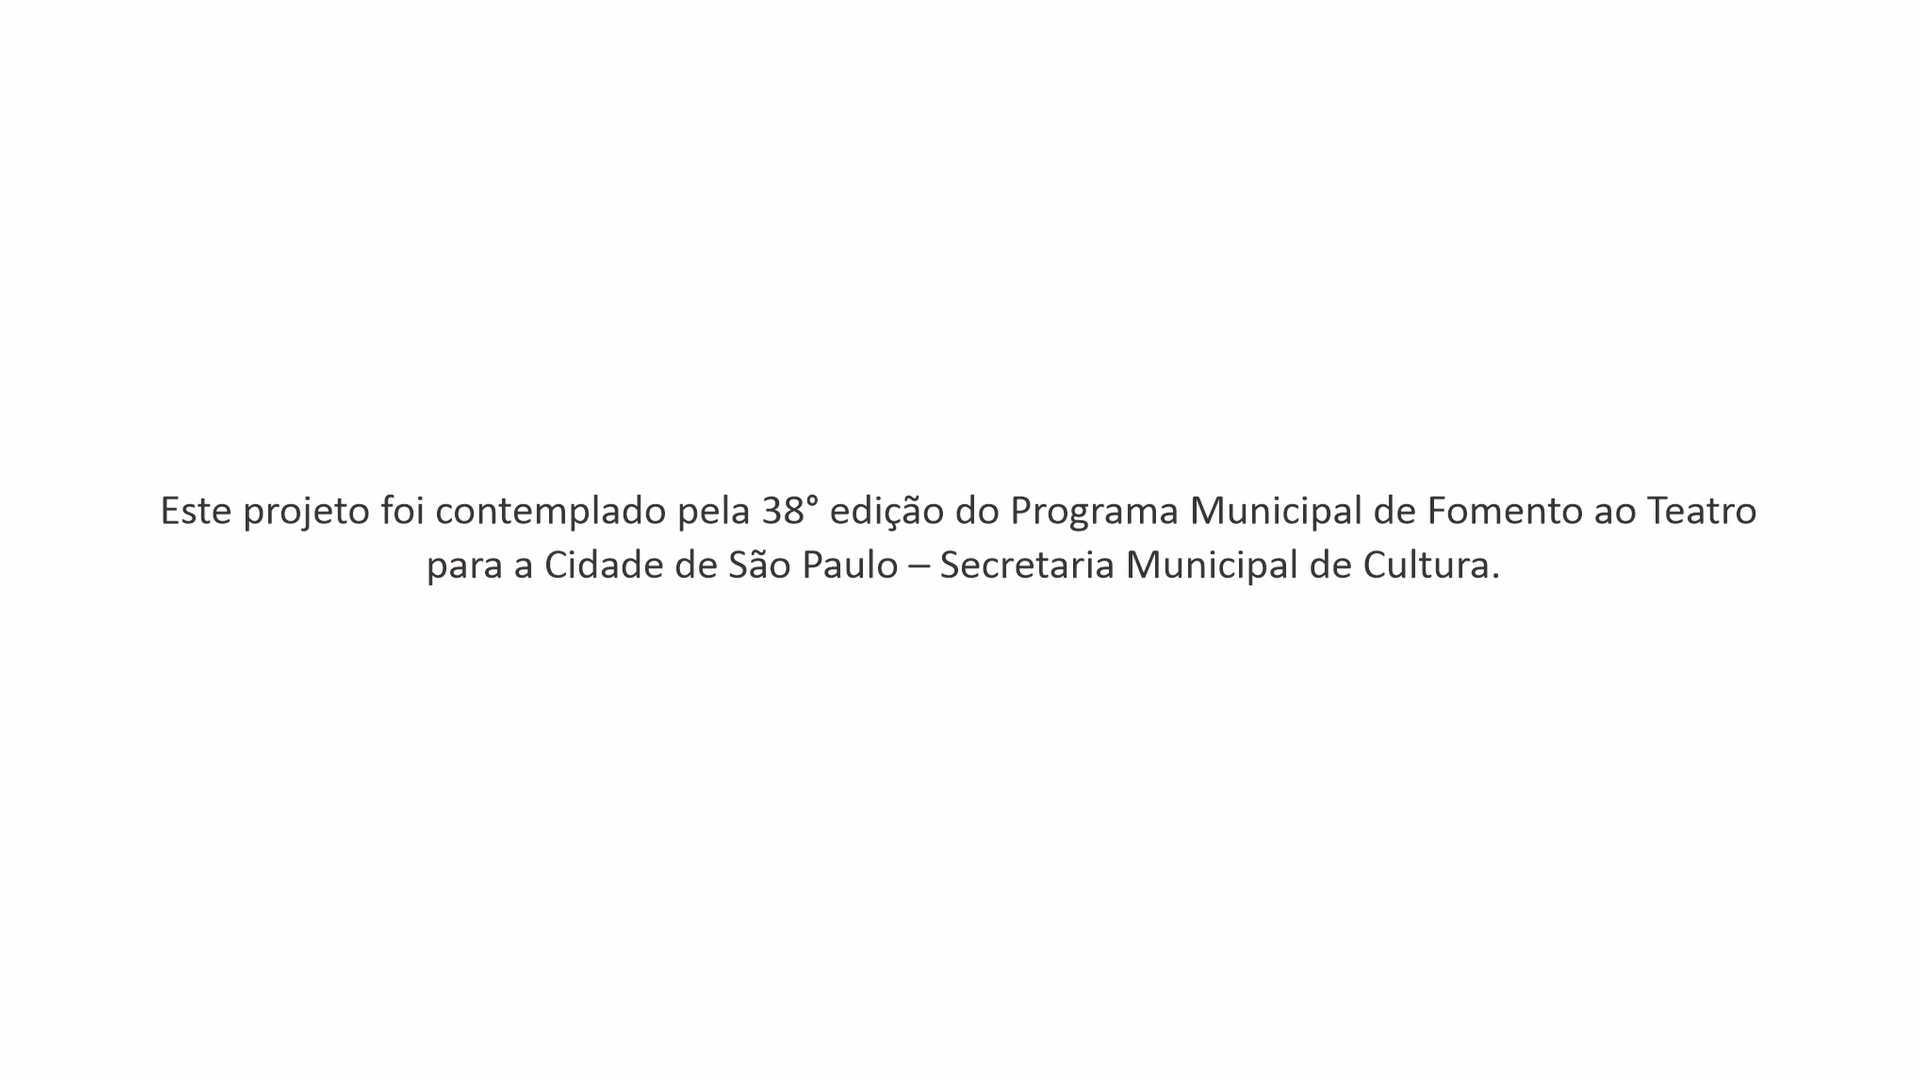 Este projeto foi contemplado pela 38° edição do Programa Municipal de Fomento ao Teatro
para a Cidade de São Paulo – Secretaria Municipal de Cultura.